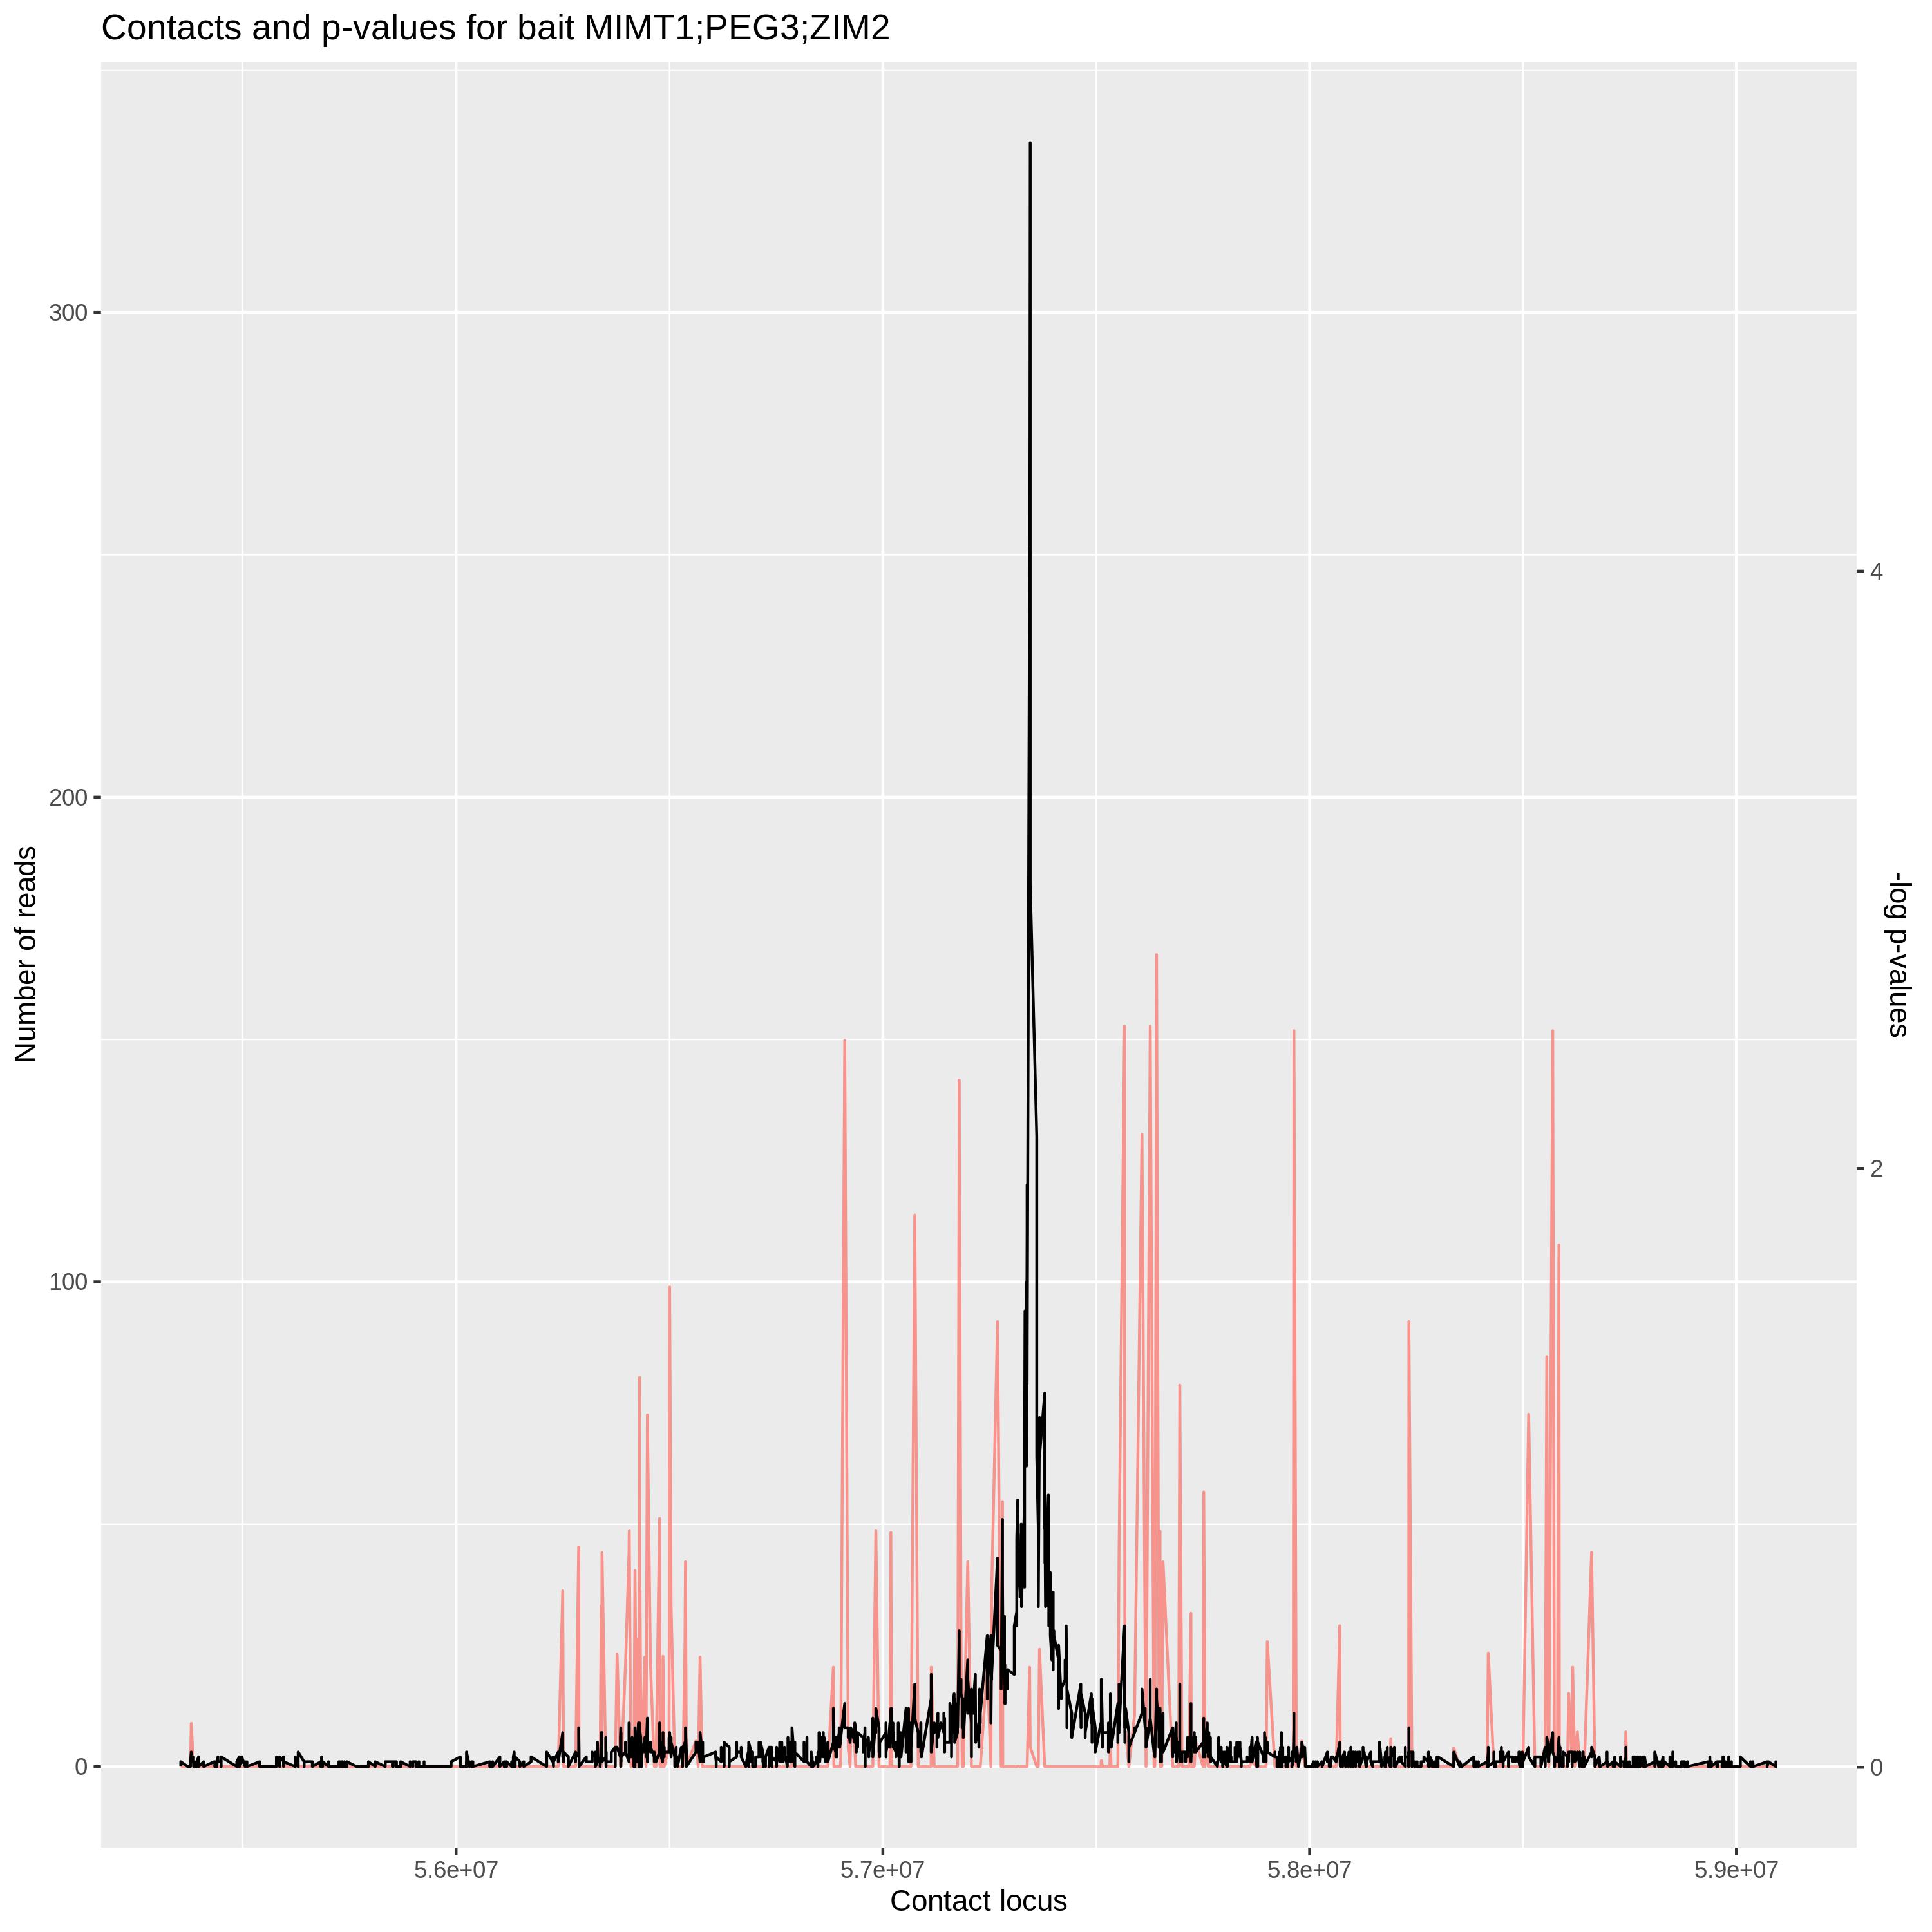 Contacts and p-values for bait MIMT1;PEG3;ZIM2
300
200
100
0
Number of reads
4
2
0
-log p-values
5.6e+07
5.7e+07
5.8e+07
5.9e+07
Contact locus